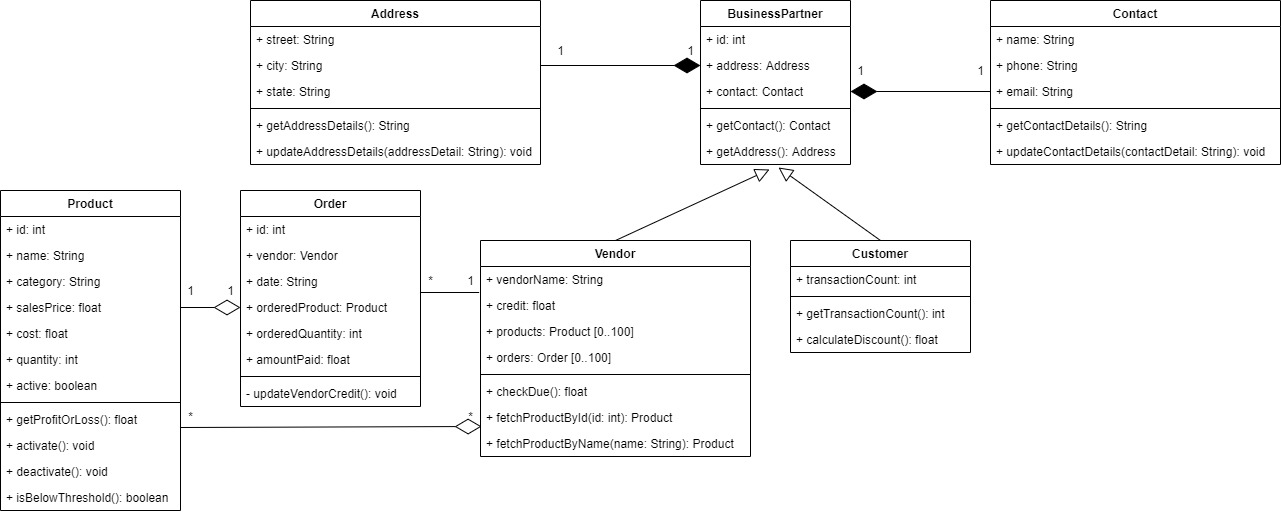 Address
+ street: String
+ city: String
+ state: String
+ getAddressDetails(): String
+ updateAddressDetails(addressDetail: String): void
1
1
BusinessPartner
+ id: int
+ address: Address
+ contact: Contact
+ getContact(): Contact
+ getAddress(): Address
1
1
Contact
+ name: String
+ phone: String
+ email: String
+ getContactDetails(): String
+ updateContactDetails(contactDetail: String): void
Product
+ id: int
+ name: String
+ category: String
+ salesPrice: float
+ cost: float
+ quantity: int
+ active: boolean
+ getProfitOrLoss(): float
+ activate(): void
+ deactivate(): void
+ isBelowThreshold(): boolean
1
1
Order
+ id: int
+ vendor: Vendor
+ date: String
+ orderedProduct: Product
+ orderedQuantity: int
+ amountPaid: float
- updateVendorCredit(): void
*
1
*
*
Vendor
+ vendorName: String
+ credit: float
+ products: Product [0..100]
+ orders: Order [0..100]
+ checkDue(): float
+ fetchProductById(id: int): Product
+ fetchProductByName(name: String): Product
Customer
+ transactionCount: int
+ getTransactionCount(): int
+ calculateDiscount(): float